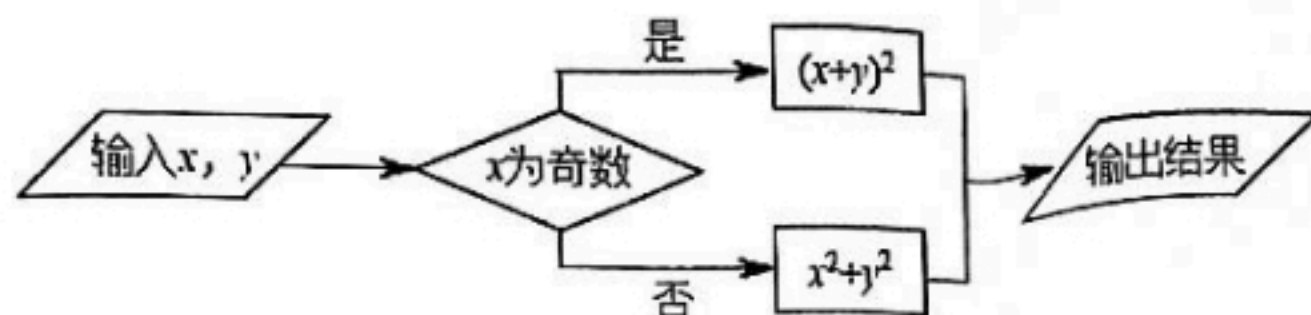 是
(x+y)²
输入x，y
x为奇数
输出结果
否
x²+y²